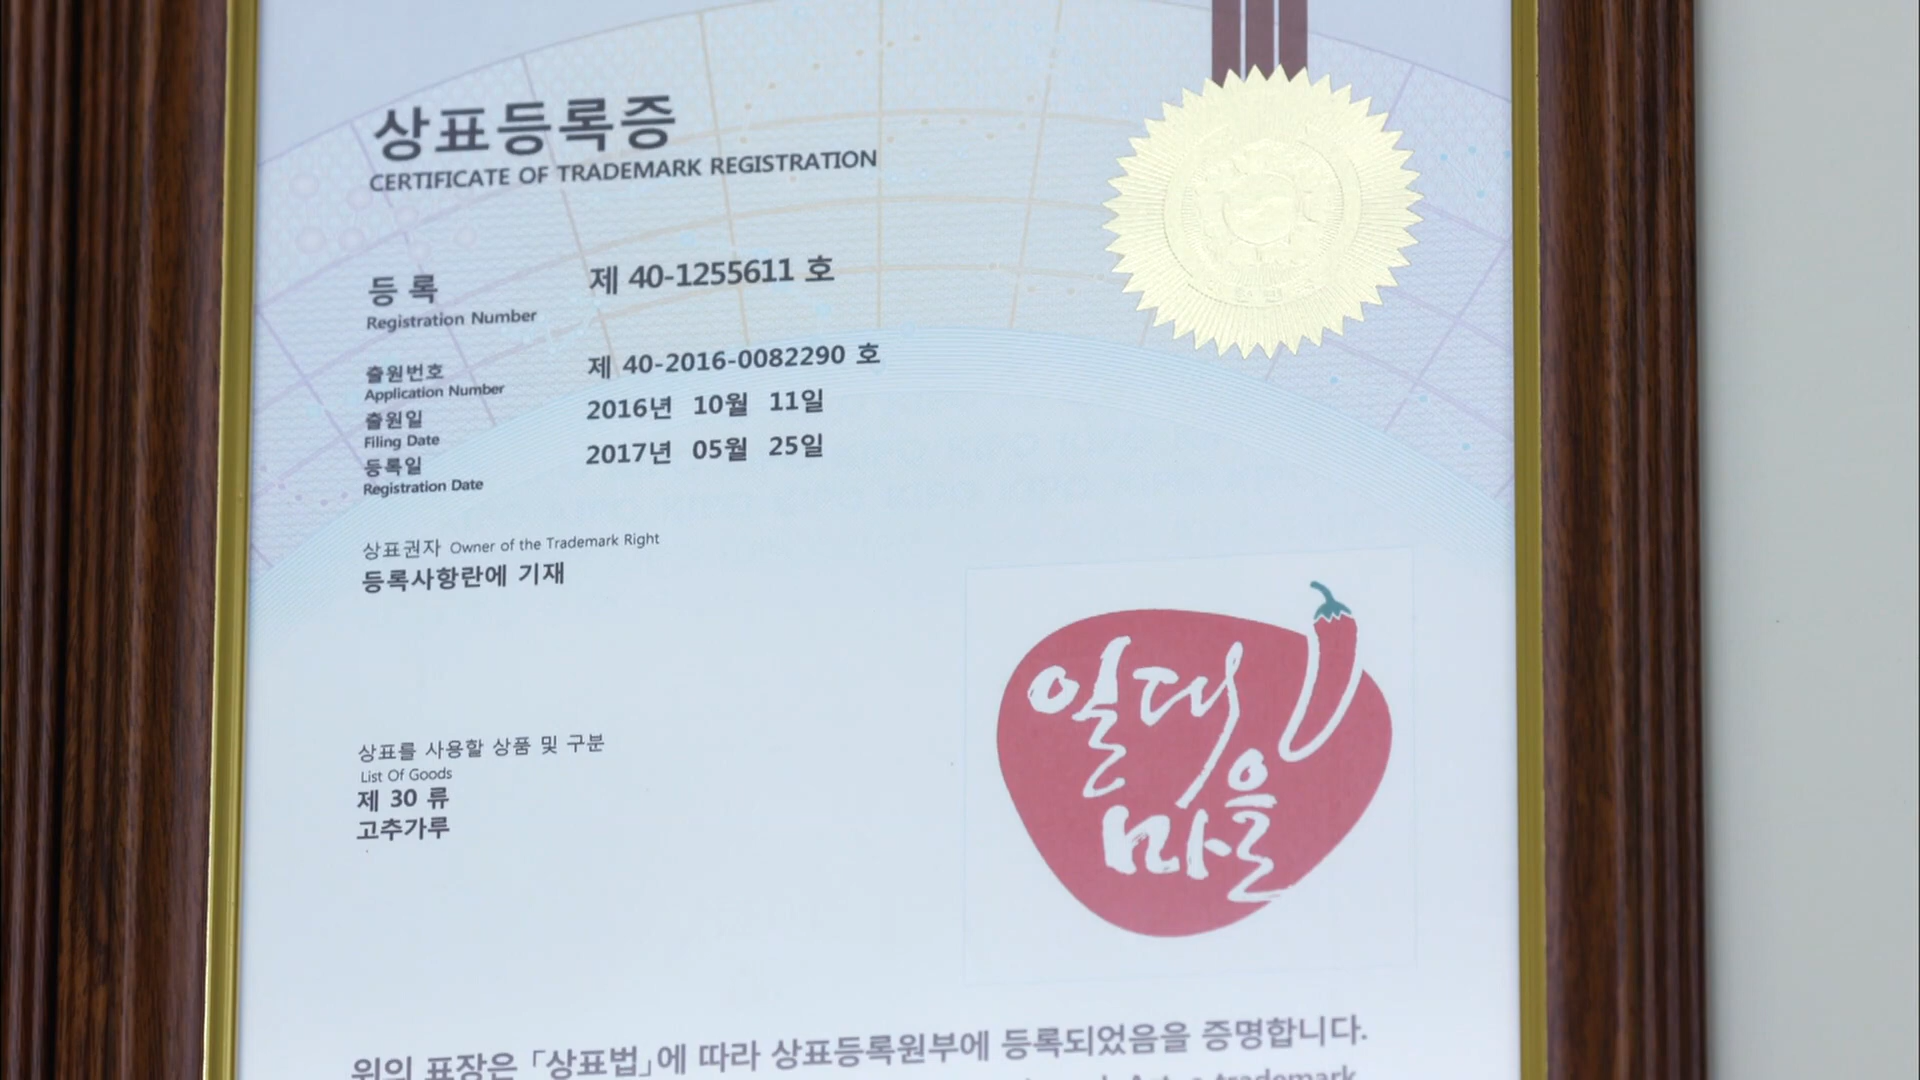 상표등록증
CERTIFICATE OF TRADEMARK REGISTRATION
등 록 제 40-1255611 호
Registration Number
출원번호 제 40-2016-0082290 호
Application Number
출원일 2016년 10월 11일
Filing Date
등록일 2017년 05월 25일
Registration Date
상표권자 Owner of the Trademark Right
등록사항란에 기재
상표를 사용할 상품 및 구분
List Of Goods
제 30 류
고추가루
일대
마을
위의 표장은 「상표법」에 따라 상표등록원부에 등록되었음을 증명합니다.
a trademark